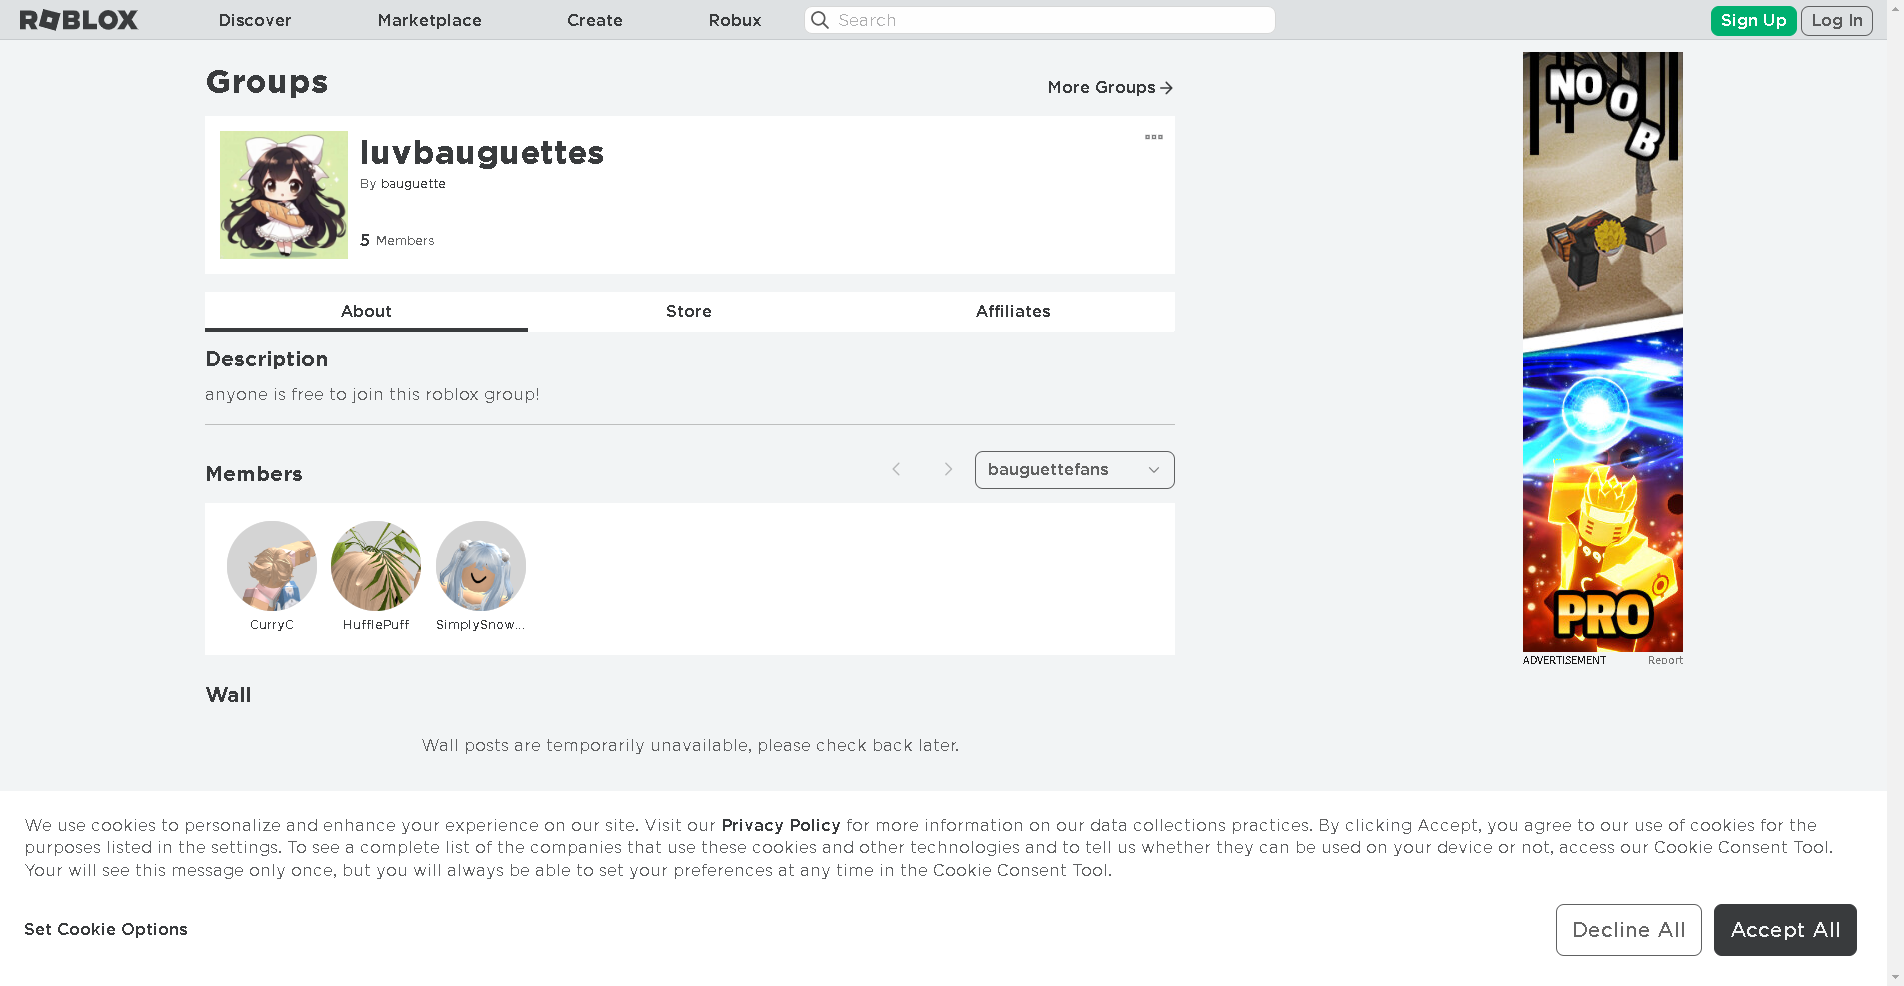 ROBLOX Discover Marketplace Create Robux Search Sign Up Log In
Groups
More Groups
luvbauguettes
By bauguette
5 Members
About Store Affiliates
Description
anyone is free to join this roblox group!
Members
bauguettefans
CurryC HufflePuff SimplySnow...
Wall
Wall posts are temporarily unavailable, please check back later.
NOOB
PRO
ADVERTISEMENT Report
We use cookies to personalize and enhance your experience on our site. Visit our Privacy Policy for more information on our data collections practices. By clicking Accept, you agree to our use of cookies for the
purposes listed in the settings. To see a complete list of the companies that use these cookies and other technologies and to tell us whether they can be used on your device or not, access our Cookie Consent Tool.
Your will see this message only once, but you will always be able to set your preferences at any time in the Cookie Consent Tool.
Set Cookie Options
Decline All Accept All